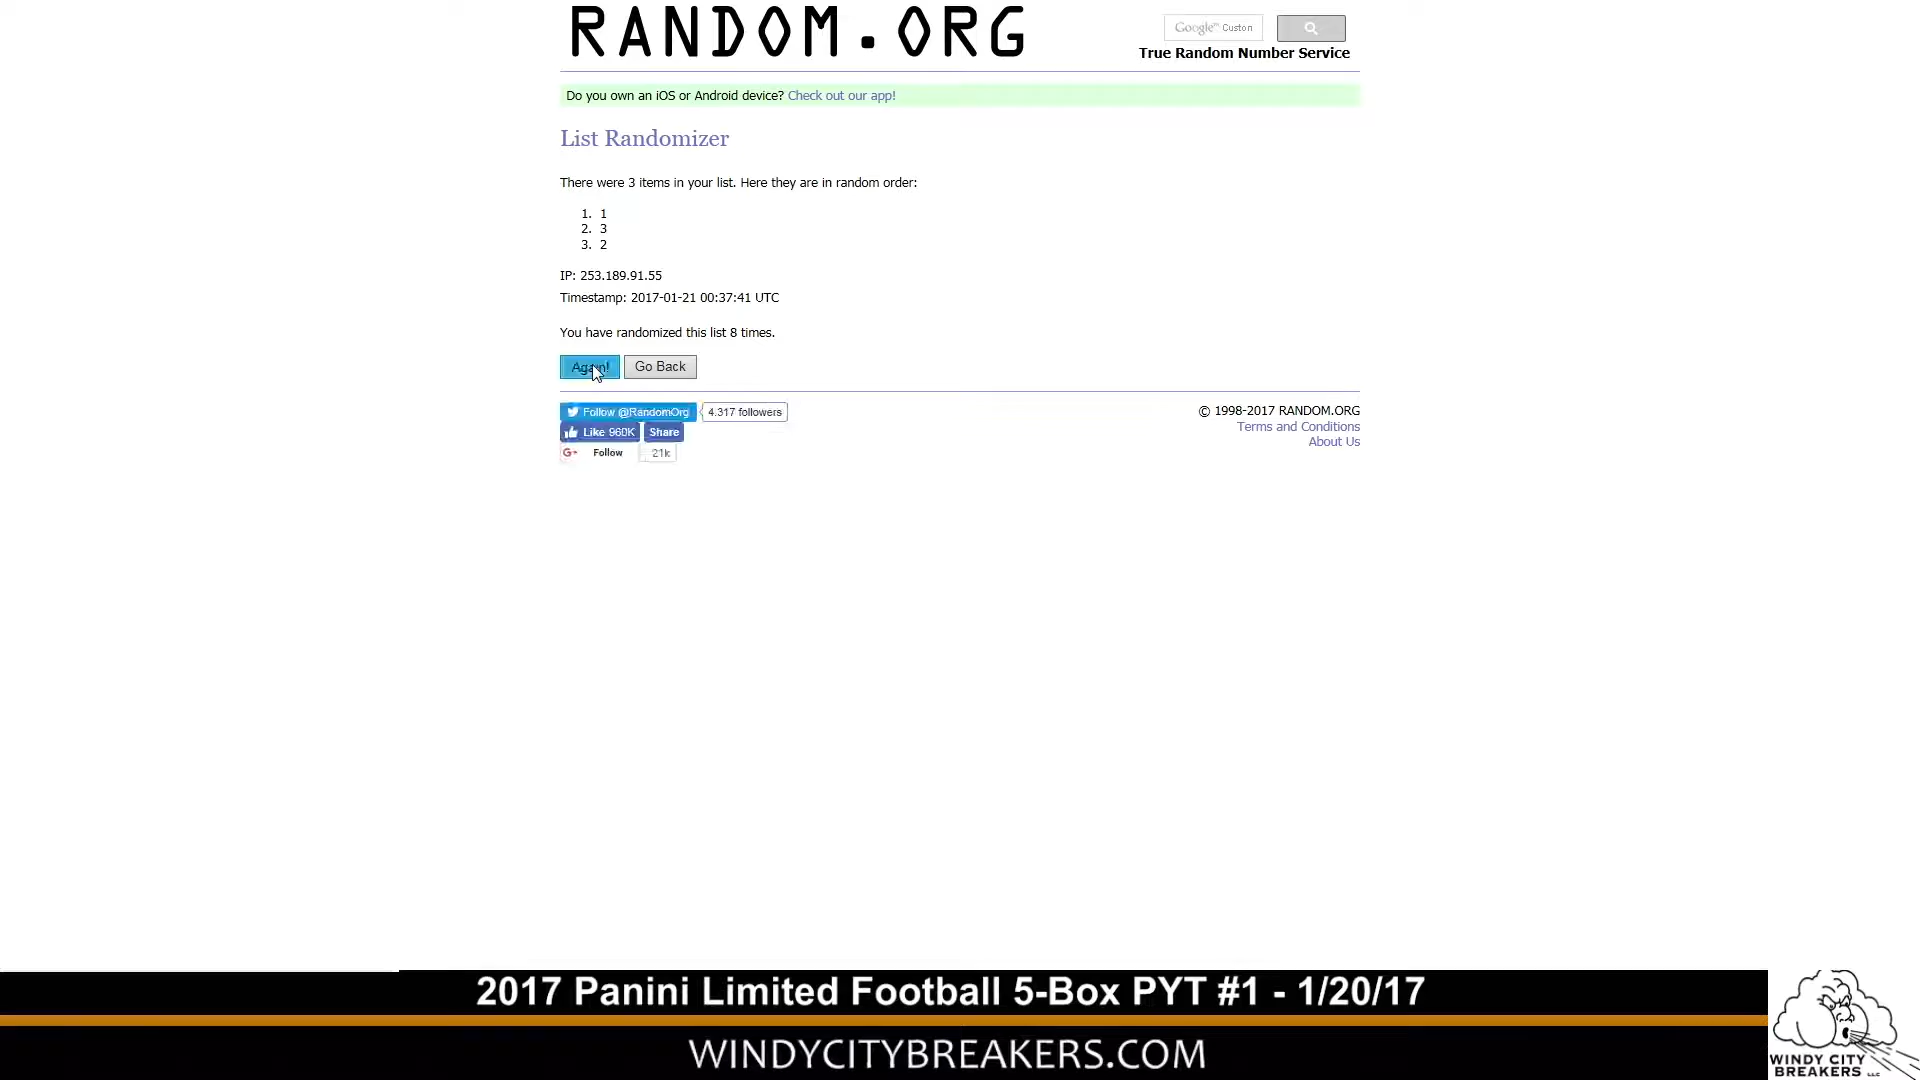 RANDOM.ORG
Google™ Custom
True Random Number Service
Do you own an iOS or Android device? Check out our app!
List Randomizer
There were 3 items in your list. Here they are in random order:
1. 1
2. 3
3. 2
IP: 253.189.91.55
Timestamp: 2017-01-21 00:37:41 UTC
You have randomized this list 8 times.
Again! Go Back
Follow @RandomOrg 4.317 followers
Like 960K Share
G+ Follow 21k
© 1998-2017 RANDOM.ORG
Terms and Conditions
About Us
2017 Panini Limited Football 5-Box PYT #1 - 1/20/17
WINDYCITYBREAKERS.COM
WINDY CITY
BREAKERS LLC